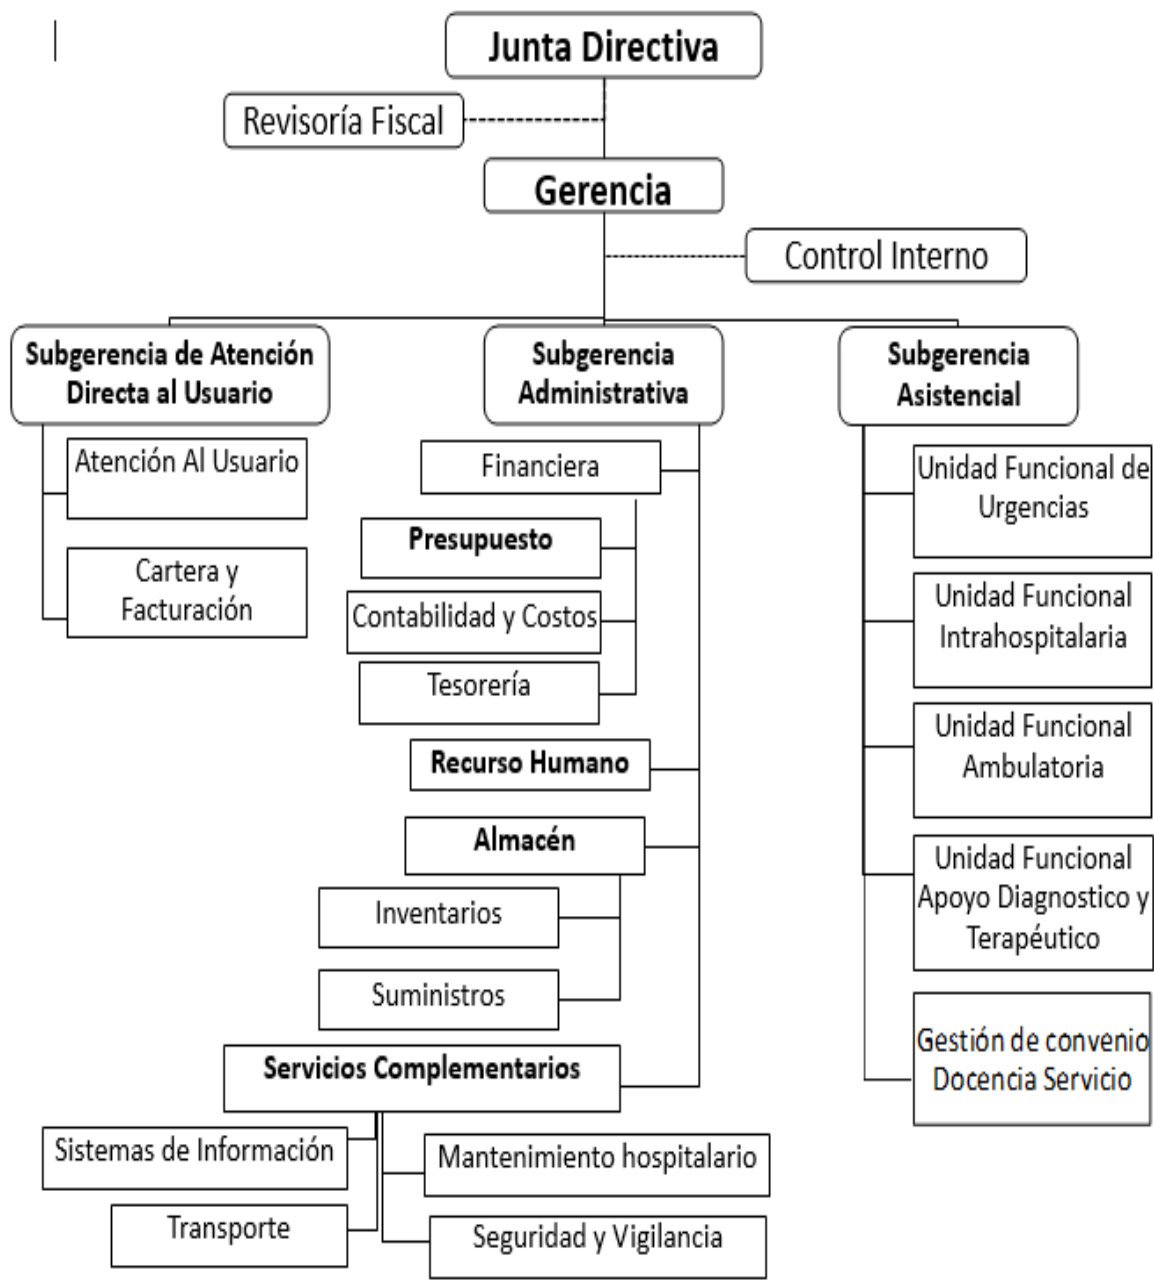 Junta Directiva
Revisoría Fiscal
Gerencia
Control Interno
Subgerencia de Atención
Directa al Usuario
Atención Al Usuario
Cartera y
Facturación
Subgerencia
Administrativa
Financiera
Presupuesto
Contabilidad y Costos
Tesorería
Recurso Humano
Almacén
Inventarios
Suministros
Servicios Complementarios
Sistemas de Información
Transporte
Mantenimiento hospitalario
Seguridad y Vigilancia
Subgerencia
Asistencial
Unidad Funcional de
Urgencias
Unidad Funcional
Intrahospitalaria
Unidad Funcional
Ambulatoria
Unidad Funcional
Apoyo Diagnostico y
Terapéutico
Gestión de convenio
Docencia Servicio